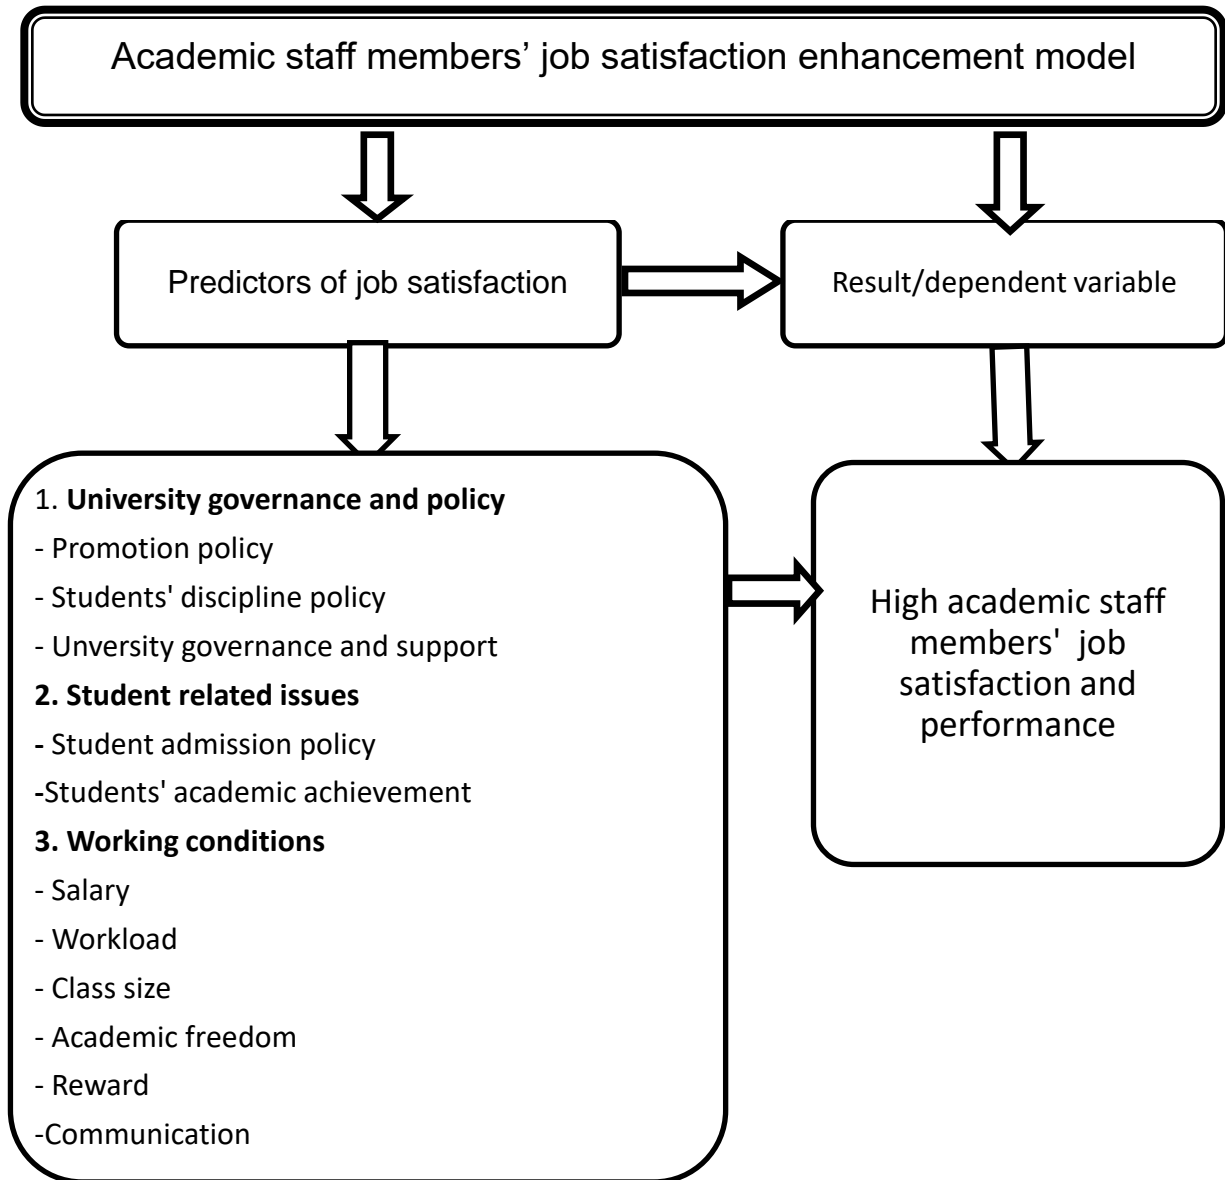 Academic staff members’ job satisfaction enhancement model
Predictors of job satisfaction
Result/dependent variable
1. University governance and policy
- Promotion policy
- Students' discipline policy
- Unversity governance and support
2. Student related issues
- Student admission policy
-Students' academic achievement
3. Working conditions
- Salary
- Workload
- Class size
- Academic freedom
- Reward
-Communication
High academic staff
members' job
satisfaction and
performance